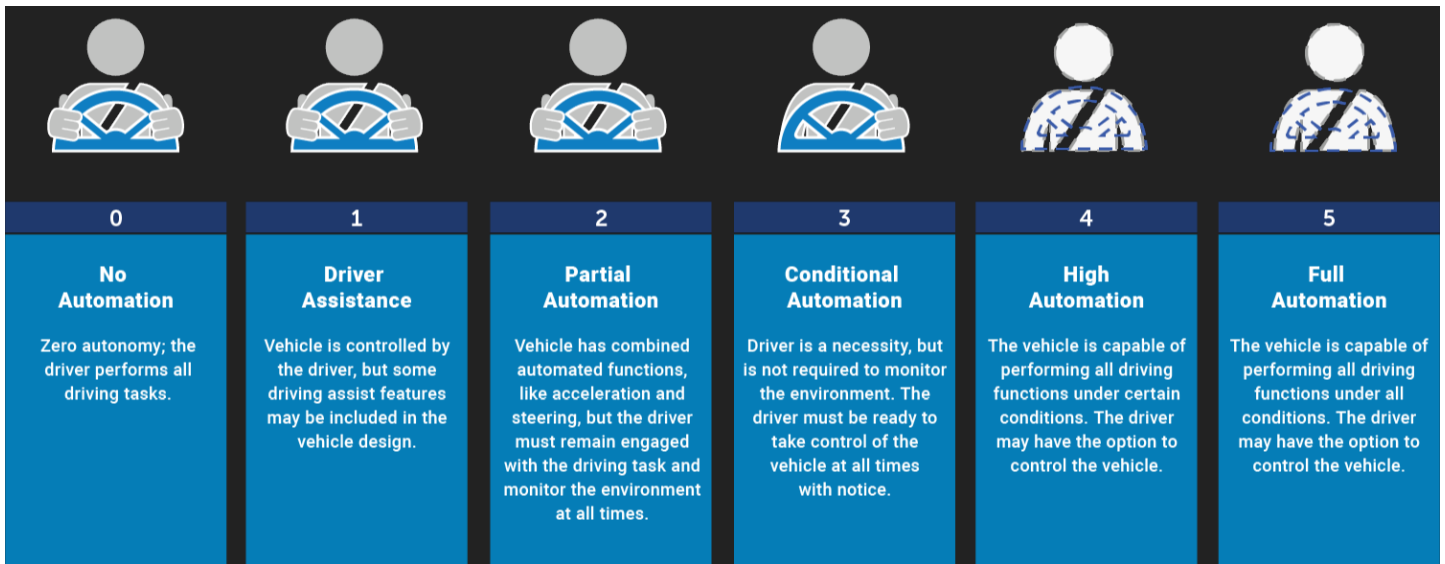 0
No
Automation
Zero autonomy; the
driver performs all
driving tasks.
1
Driver
Assistance
Vehicle is controlled by
the driver, but some
driving assist features
may be included in the
vehicle design.
2
Partial
Automation
Vehicle has combined
automated functions,
like acceleration and
steering, but the driver
must remain engaged
with the driving task and
monitor the environment
at all times.
3
Conditional
Automation
Driver is a necessity, but
is not required to monitor
the environment. The
driver must be ready to
take control of the
vehicle at all times
with notice.
4
High
Automation
The vehicle is capable of
performing all driving
functions under certain
conditions. The driver
may have the option to
control the vehicle.
5
Full
Automation
The vehicle is capable of
performing all driving
functions under all
conditions. The driver
may have the option to
control the vehicle.